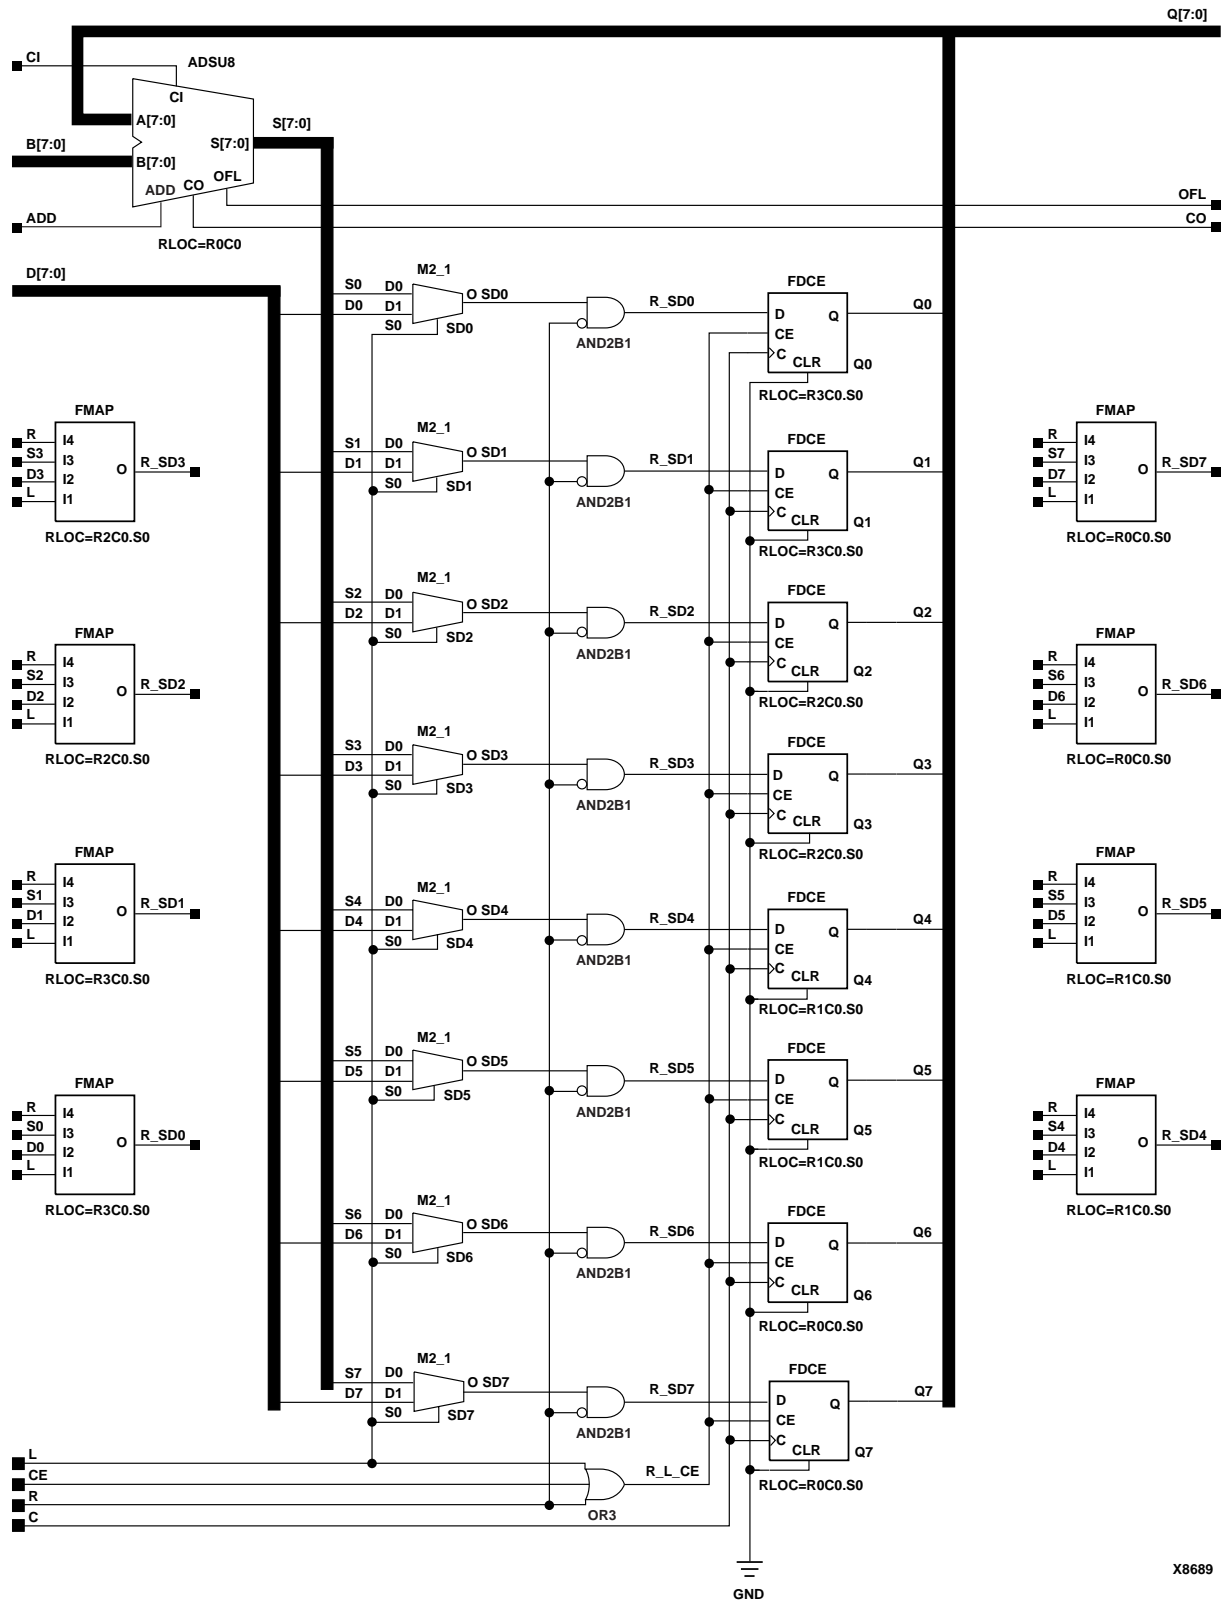 Q[7:0]
CI
ADSU8
CI
A[7:0]
S[7:0]
S[7:0]
B[7:0]
B[7:0]
OFL
CO
ADD
OFL
ADD
CO
RLOC=R0C0
D[7:0]
S0 D0 M2_1 O SD0
D0 D1
S0 SD0
AND2B1
R_SD0
FDCE
D Q Q0
CE
C
CLR Q0
RLOC=R3C0.S0
FMAP
R I4
S3 I3
D3 I2
L I1
O R_SD3
RLOC=R2C0.S0
S1 D0 M2_1 O SD1
D1 D1
S0 SD1
AND2B1
R_SD1
FDCE
D Q Q1
CE
C
CLR Q1
RLOC=R3C0.S0
FMAP
R I4
S7 I3
D7 I2
L I1
O R_SD7
RLOC=R0C0.S0
FMAP
R I4
S2 I3
D2 I2
L I1
O R_SD2
RLOC=R2C0.S0
S2 D0 M2_1 O SD2
D2 D1
S0 SD2
AND2B1
R_SD2
FDCE
D Q Q2
CE
C
CLR Q2
RLOC=R2C0.S0
FMAP
R I4
S6 I3
D6 I2
L I1
O R_SD6
RLOC=R0C0.S0
S3 D0 M2_1 O SD3
D3 D1
S0 SD3
AND2B1
R_SD3
FDCE
D Q Q3
CE
C
CLR Q3
RLOC=R2C0.S0
FMAP
R I4
S1 I3
D1 I2
L I1
O R_SD1
RLOC=R3C0.S0
S4 D0 M2_1 O SD4
D4 D1
S0 SD4
AND2B1
R_SD4
FDCE
D Q Q4
CE
C
CLR Q4
RLOC=R1C0.S0
FMAP
R I4
S5 I3
D5 I2
L I1
O R_SD5
RLOC=R1C0.S0
S5 D0 M2_1 O SD5
D5 D1
S0 SD5
AND2B1
R_SD5
FDCE
D Q Q5
CE
C
CLR Q5
RLOC=R1C0.S0
FMAP
R I4
S0 I3
D0 I2
L I1
O R_SD0
RLOC=R3C0.S0
FMAP
R I4
S4 I3
D4 I2
L I1
O R_SD4
RLOC=R1C0.S0
S6 D0 M2_1 O SD6
D6 D1
S0 SD6
AND2B1
R_SD6
FDCE
D Q Q6
CE
C
CLR Q6
RLOC=R0C0.S0
S7 D0 M2_1 O SD7
D7 D1
S0 SD7
AND2B1
R_SD7
FDCE
D Q Q7
CE
C
CLR Q7
RLOC=R0C0.S0
L
CE
R
C
R_L_CE
OR3
GND
X8689